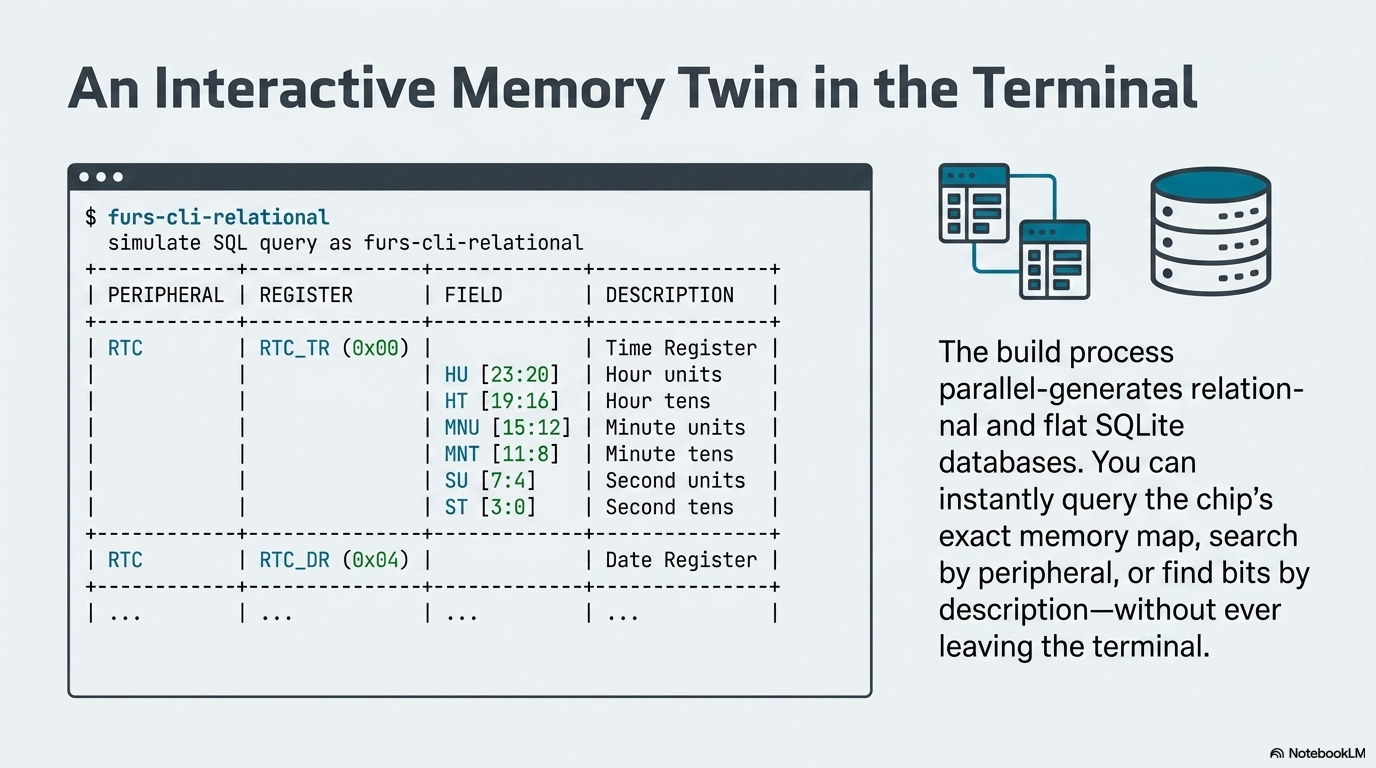 An Interactive Memory Twin in the Terminal
$ furs-cli-relational
simulate SQL query as furs-cli-relational
+------------+---------------+-------------+---------------+
| PERIPHERAL | REGISTER | FIELD | DESCRIPTION |
+------------+---------------+-------------+---------------+
| RTC | RTC_TR (0x00) | | Time Register |
| | | HU [23:20] | Hour units |
| | | HT [19:16] | Hour tens |
| | | MNU [15:12] | Minute units |
| | | MNT [11:8] | Minute tens |
| | | SU [7:4] | Second units |
| | | ST [3:0] | Second tens |
+------------+---------------+-------------+---------------+
| RTC | RTC_DR (0x04) | | Date Register |
+------------+---------------+-------------+---------------+
| ... | ... | ... | ... |
The build process
parallel-generates relation-
nal and flat SQLite
databases. You can
instantly query the chip’s
exact memory map, search
by peripheral, or find bits by
description—without ever
leaving the terminal.
NotebookLM